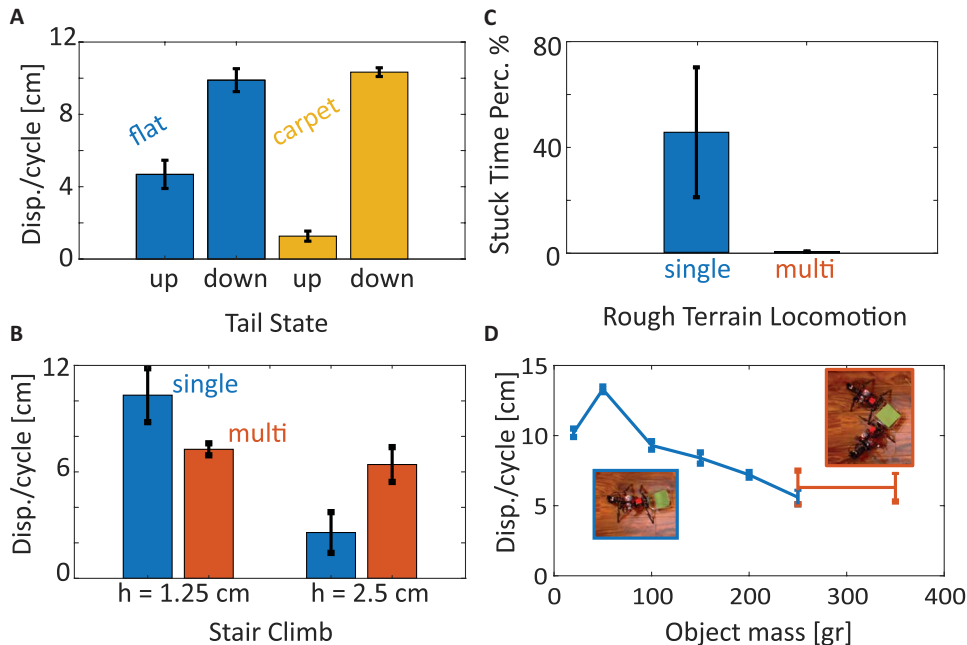 A
Disp./cycle [cm]
12
8
4
0
flat
carpet
up
down
up
down
Tail State
B
Disp./cycle [cm]
12
6
0
single
multi
h = 1.25 cm
h = 2.5 cm
Stair Climb
C
Stuck Time Perc. %
80
40
0
single
multi
Rough Terrain Locomotion
D
Disp./cycle [cm]
15
10
5
0
100
200
300
400
Object mass [gr]